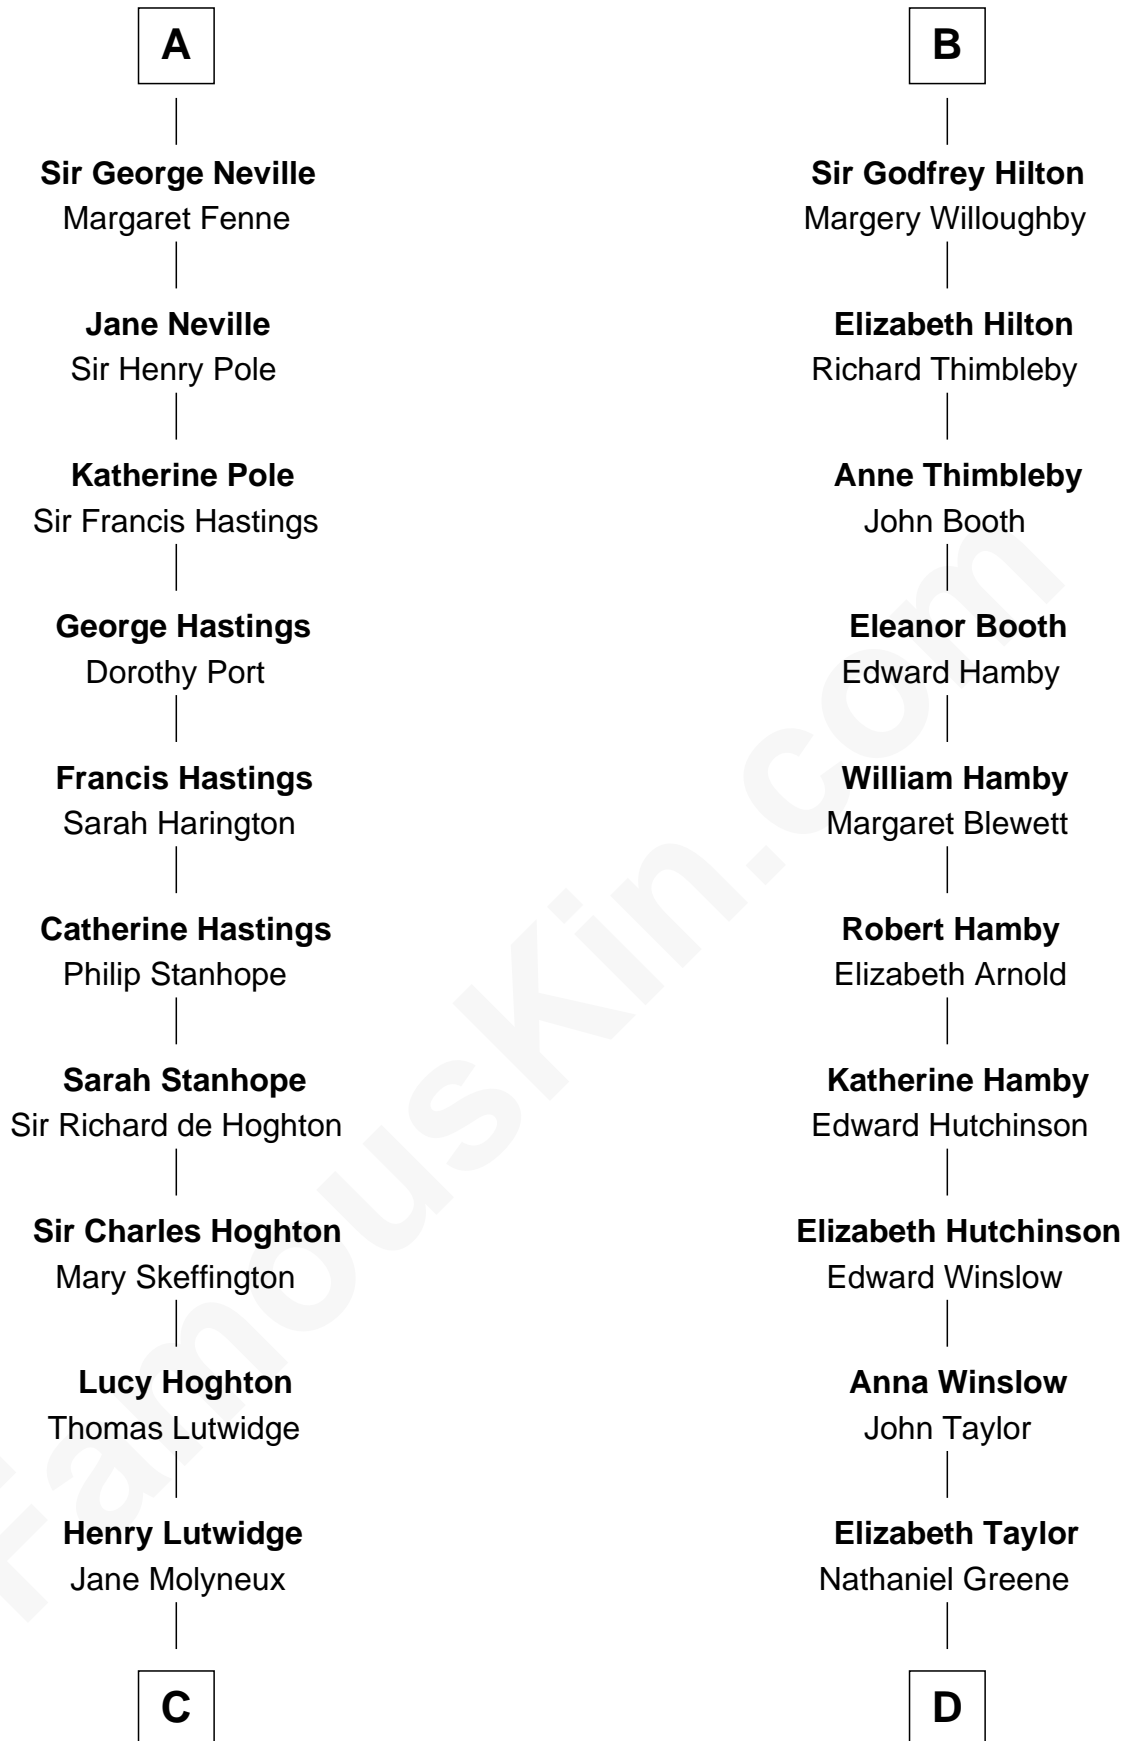 A
Sir George Neville
Margaret Fenne
Jane Neville
Sir Henry Pole
Katherine Pole
Sir Francis Hastings
George Hastings
Dorothy Port
Francis Hastings
Sarah Harington
Catherine Hastings
Philip Stanhope
Sarah Stanhope
Sir Richard de Hoghton
Sir Charles Hoghton
Mary Skeffington
Lucy Hoghton
Thomas Lutwidge
Henry Lutwidge
Jane Molyneux
C
B
Sir Godfrey Hilton
Margery Willoughby
Elizabeth Hilton
Richard Thimbleby
Anne Thimbleby
John Booth
Eleanor Booth
Edward Hamby
William Hamby
Margaret Blewett
Robert Hamby
Elizabeth Arnold
Katherine Hamby
Edward Hutchinson
Elizabeth Hutchinson
Edward Winslow
Anna Winslow
John Taylor
Elizabeth Taylor
Nathaniel Greene
D
FamousKin.com